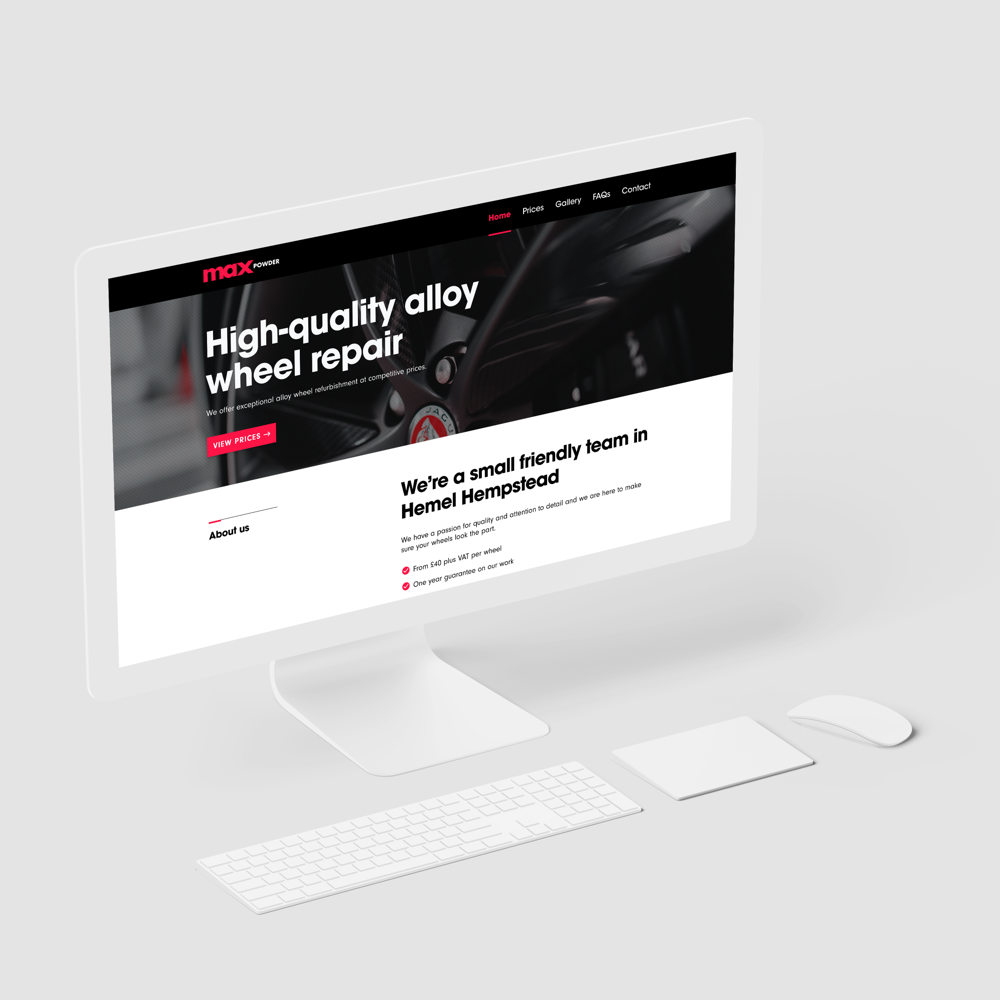 max POWDER
Home Prices Gallery FAQs Contact
High-quality alloy
wheel repair
We offer exceptional alloy wheel refurbishment at competitive prices.
VIEW PRICES →
JAGU
About us
We're a small friendly team in
Hemel Hempstead
We have a passion for quality and attention to detail and we are here to make
sure your wheels look the part.
From £40 plus VAT per wheel
One year guarantee on our work